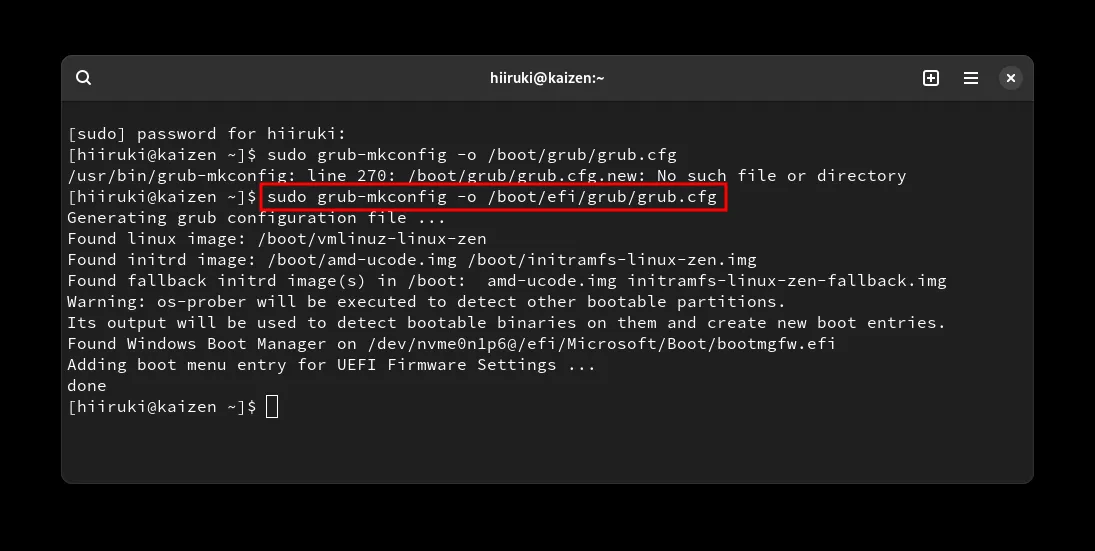 hiiruki@kaizen:~
[sudo] password for hiiruki:
[hiiruki@kaizen ~]$ sudo grub-mkconfig -o /boot/grub/grub.cfg
/usr/bin/grub-mkconfig: line 270: /boot/grub/grub.cfg.new: No such file or directory
[hiiruki@kaizen ~]$ sudo grub-mkconfig -o /boot/efi/grub/grub.cfg
Generating grub configuration file ...
Found linux image: /boot/vmlinuz-linux-zen
Found initrd image: /boot/amd-ucode.img /boot/initramfs-linux-zen.img
Found fallback initrd image(s) in /boot:  amd-ucode.img initramfs-linux-zen-fallback.img
Warning: os-prober will be executed to detect other bootable partitions.
Its output will be used to detect bootable binaries on them and create new boot entries.
Found Windows Boot Manager on /dev/nvme0n1p6@/efi/Microsoft/Boot/bootmgfw.efi
Adding boot menu entry for UEFI Firmware Settings ...
done
[hiiruki@kaizen ~]$